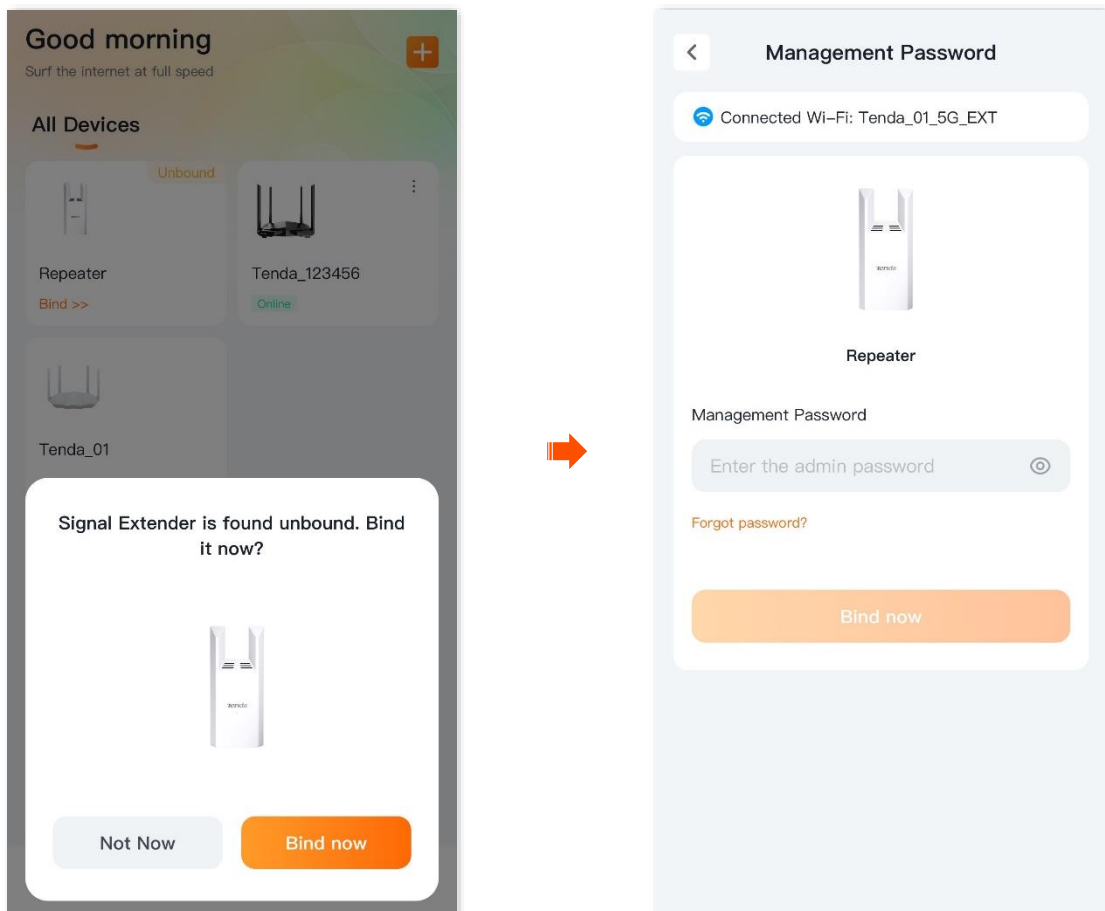 Good morning
Surf the internet at full speed
All Devices
Unbound
Repeater
Tenda_123456
Bind >>
Online
Tenda_01
Signal Extender is found unbound. Bind
it now?
Tenda
Not Now
Bind now
Management Password
Connected Wi-Fi: Tenda_01_5G_EXT
Tenda
Repeater
Management Password
Enter the admin password
Forgot password?
Bind now